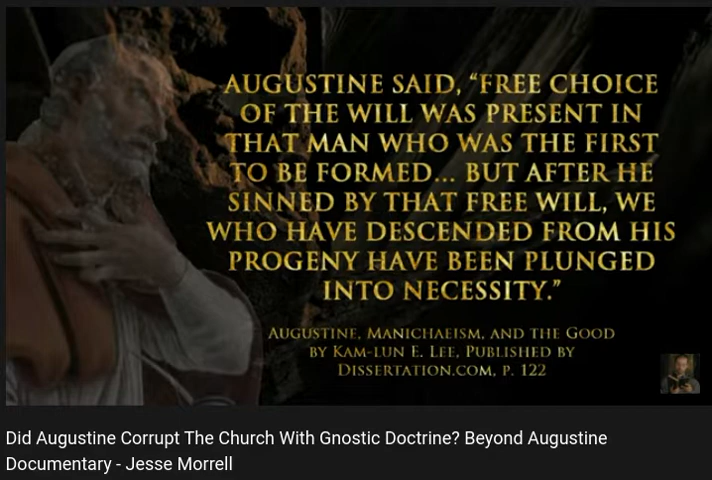 AUGUSTINE SAID, “FREE CHOICE
OF THE WILL WAS PRESENT IN
THAT MAN WHO WAS THE FIRST
TO BE FORMED... BUT AFTER HE
SINNED BY THAT FREE WILL, WE
WHO HAVE DESCENDED FROM HIS
PROGENY HAVE BEEN PLUNGED
INTO NECESSITY.”
AUGUSTINE, MANICHAEISM, AND THE GOOD
BY KAM-LUN E. LEE, PUBLISHED BY
DISSERTATION.COM, P. 122
Did Augustine Corrupt The Church With Gnostic Doctrine? Beyond Augustine
Documentary - Jesse Morrell